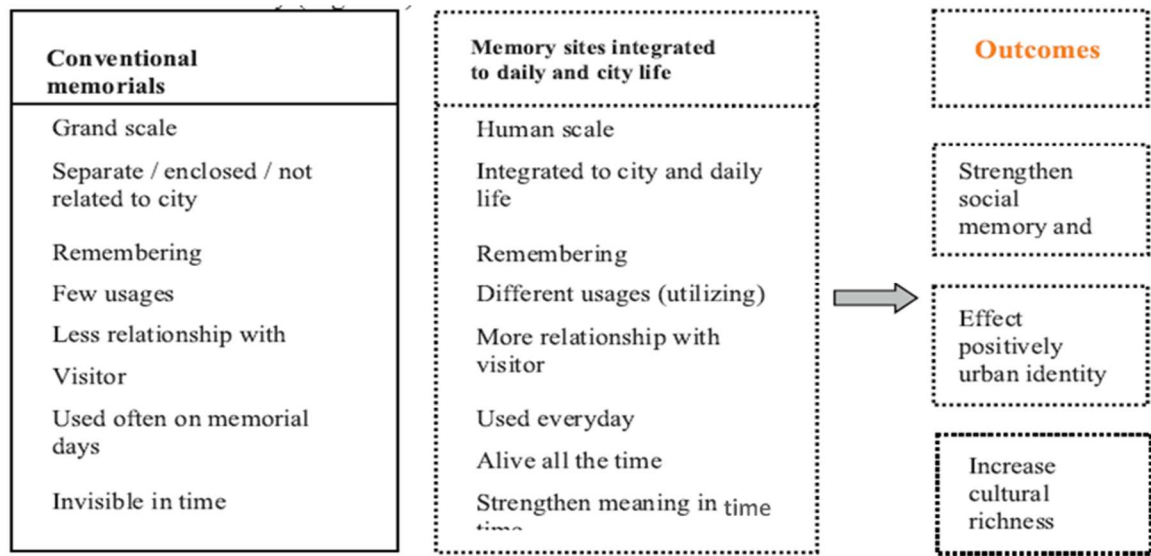 Conventional
memorials
Grand scale
Separate / enclosed / not
related to city
Remembering
Few usages
Less relationship with
Visitor
Used often on memorial
days
Invisible in time
Memory sites integrated
to daily and city life
Human scale
Integrated to city and daily
life
Remembering
Different usages (utilizing)
More relationship with
visitor
Used everyday
Alive all the time
Strengthen meaning in time
Outcomes
Strengthen
social
memory and
Effect
positively
urban identity
Increase
cultural
richness